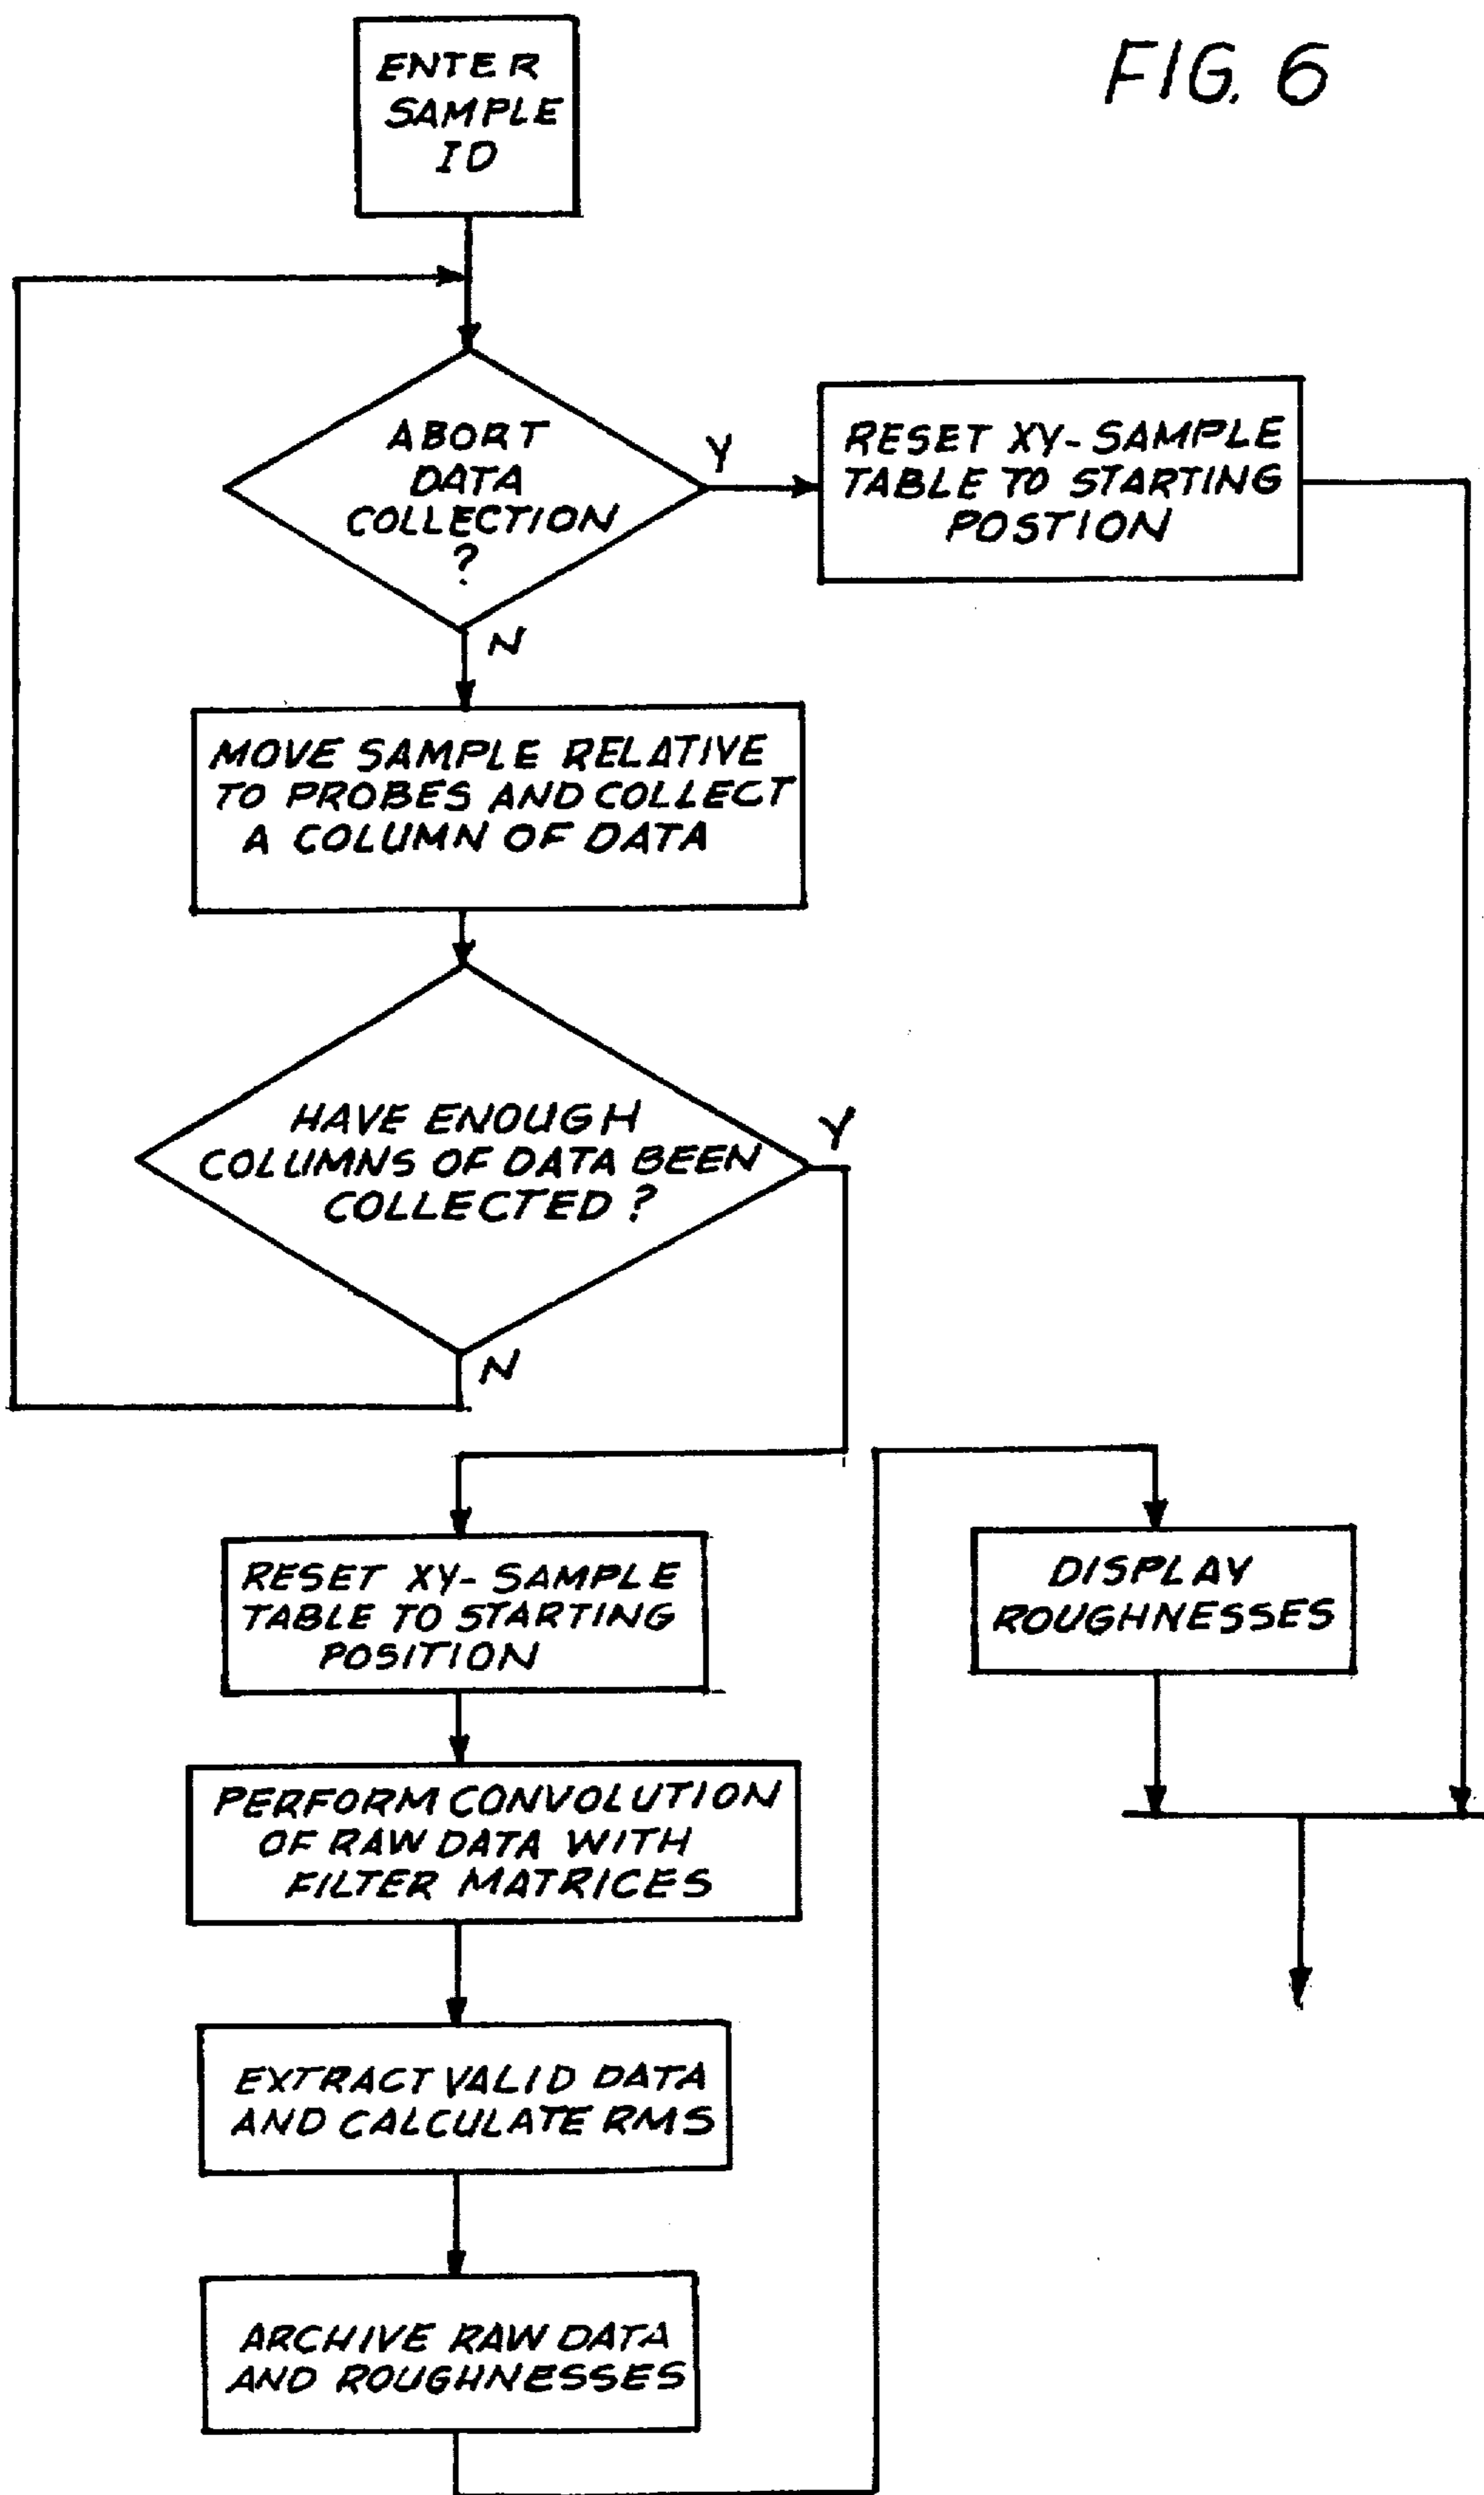 FIG. 6
ENTER
SAMPLE
ID
ABORT
DATA
COLLECTION
?
Y
N
RESET XY-SAMPLE
TABLE TO STARTING
POSTION
MOVE SAMPLE RELATIVE
TO PROBES AND COLLECT
A COLUMN OF DATA
HAVE ENOUGH
COLUMNS OF DATA BEEN
COLLECTED ?
Y
N
RESET XY-SAMPLE
TABLE TO STARTING
POSITION
PERFORM CONVOLUTION
OF RAW DATA WITH
FILTER MATRICES
EXTRACT VALID DATA
AND CALCULATE RMS
ARCHIVE RAW DATA
AND ROUGHNESSES
DISPLAY
ROUGHNESSES